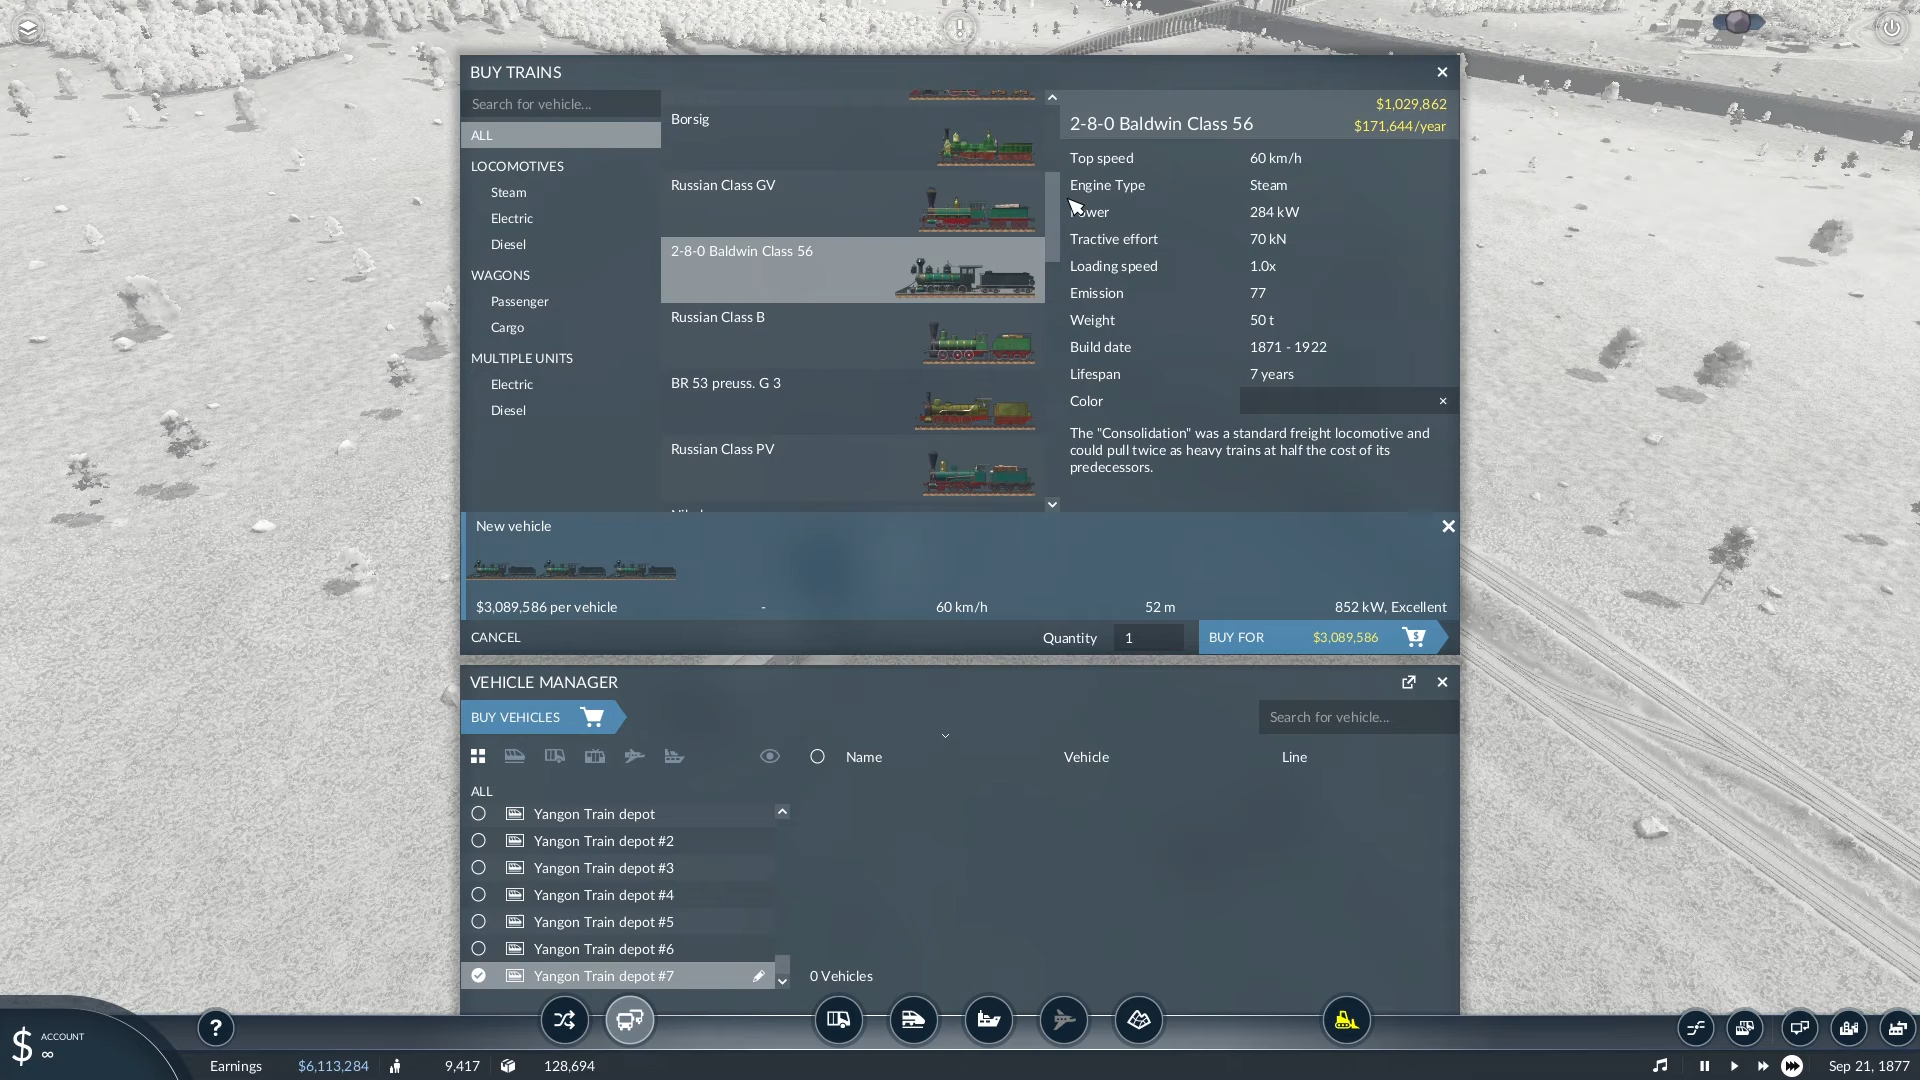 BUY TRAINS
Search for vehicle...
ALL
LOCOMOTIVES
Steam
Electric
Diesel
WAGONS
Passenger
Cargo
MULTIPLE UNITS
Electric
Diesel
Borsig
Russian Class GV
2-8-0 Baldwin Class 56
Russian Class B
BR 53 preuss. G 3
Russian Class PV
$1,029,862
2-8-0 Baldwin Class 56 $171,644/year
Top speed 60 km/h
Engine Type Steam
284 kW
Tractive effort 70 kN
Loading speed 1.0x
Emission 77
Weight 50 t
Build date 1871 - 1922
Lifespan 7 years
Color
The "Consolidation" was a standard freight locomotive and
could pull twice as heavy trains at half the cost of its
predecessors.
New vehicle
$3,089,586 per vehicle - 60 km/h 52 m 852 kW, Excellent
CANCEL Quantity 1 BUY FOR $3,089,586
VEHICLE MANAGER
BUY VEHICLES Search for vehicle...
Name Vehicle Line
ALL
Yangon Train depot
Yangon Train depot #2
Yangon Train depot #3
Yangon Train depot #4
Yangon Train depot #5
Yangon Train depot #6
Yangon Train depot #7 0 Vehicles
$ ACCOUNT
∞
?
Earnings $6,113,284 9,417 128,694 Sep 21, 1877